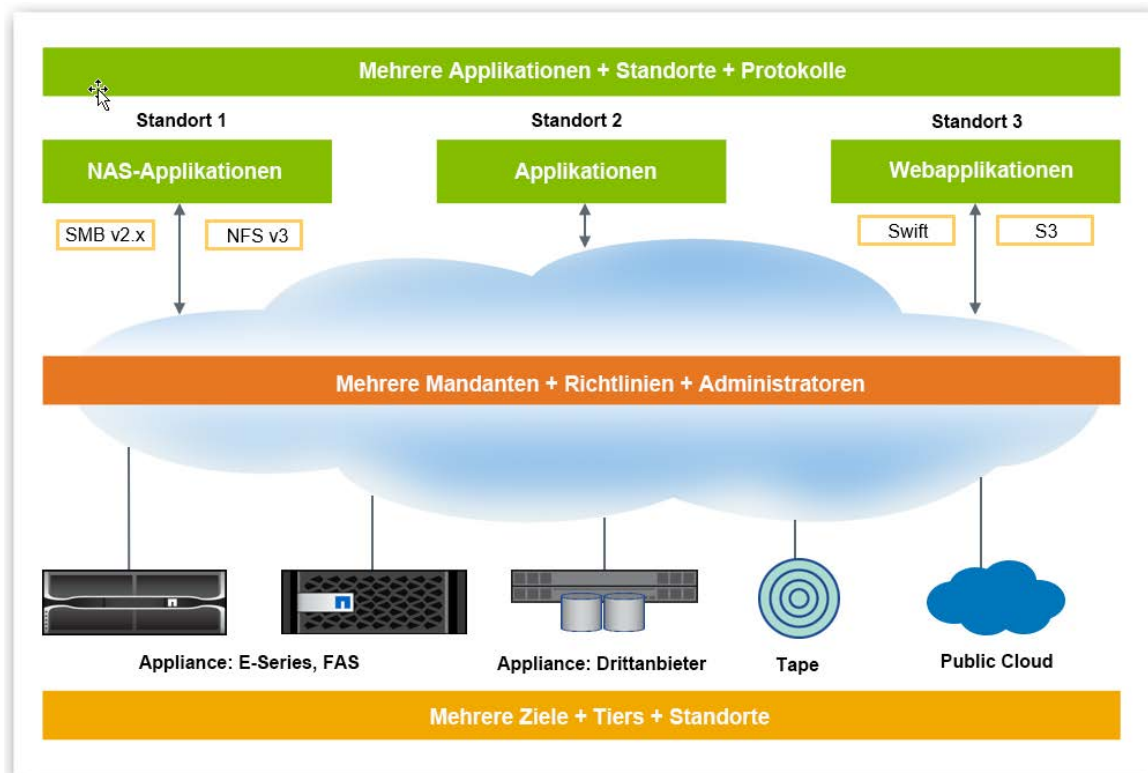 Mehrere Applikationen + Standorte + Protokolle
Standort 1
Standort 2
Standort 3
NAS-Applikationen
Applikationen
Webapplikationen
SMB v2.x
NFS v3
Swift
S3
Mehrere Mandanten + Richtlinien + Administratoren
Appliance: E-Series, FAS
Appliance: Drittanbieter
Tape
Public Cloud
Mehrere Ziele + Tiers + Standorte